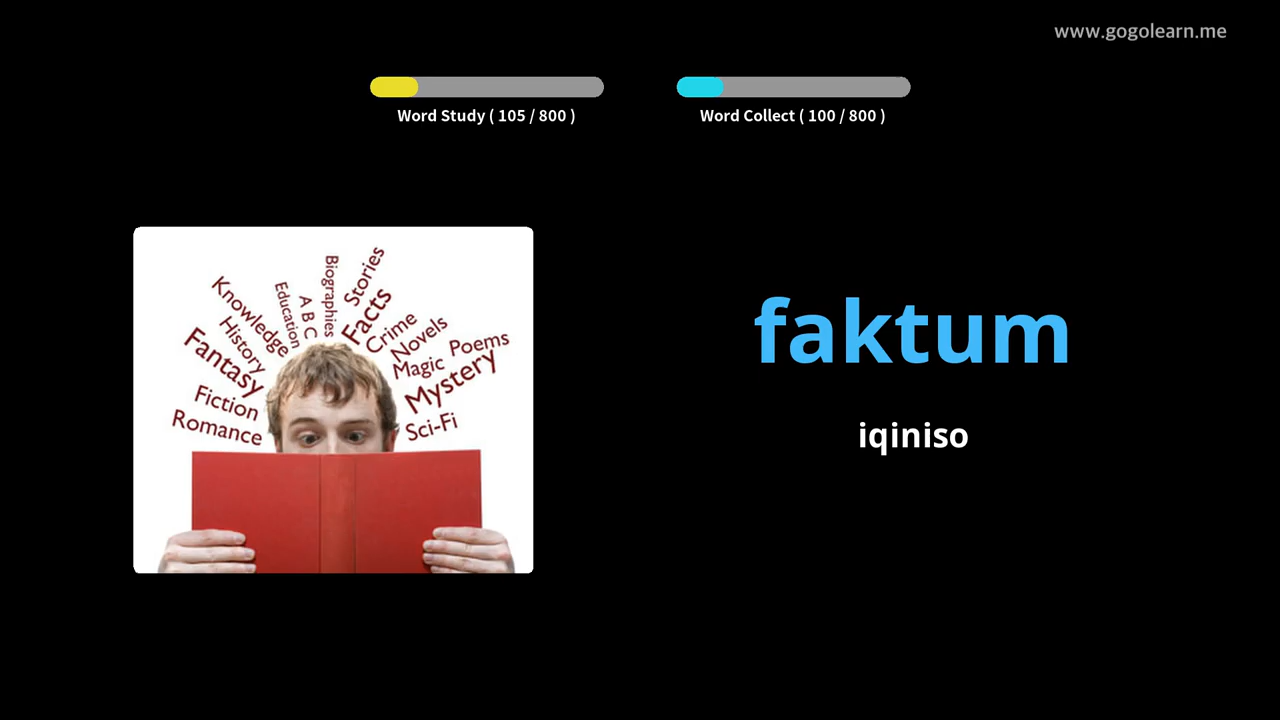 www.gogolearn.me
Word Study ( 105 / 800 )
Word Collect ( 100 / 800 )
Knowledge
History
Fantasy
Fiction
Romance
Education
A B C
Biographies
Stories
Facts
Crime
Novels
Magic
Poems
Mystery
Sci-Fi
faktum
iqiniso